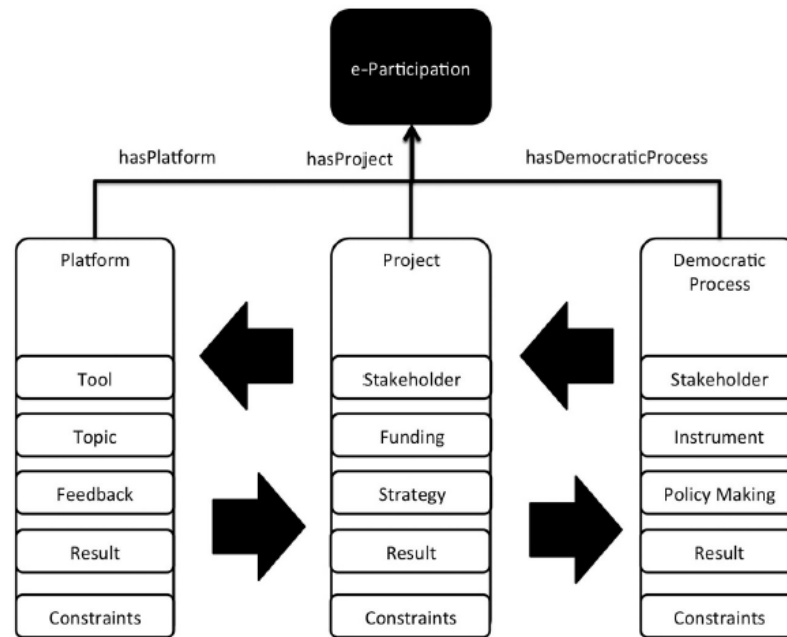 e-Participation
hasPlatform
hasProject
hasDemocraticProcess
Platform
Tool
Topic
Feedback
Result
Constraints
Project
Stakeholder
Funding
Strategy
Result
Constraints
Democratic
Process
Stakeholder
Instrument
Policy Making
Result
Constraints